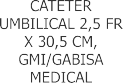 CATETER
UMBILICAL 2,5 FR
X 30,5 CM,
GMI/GABISA
MEDICAL